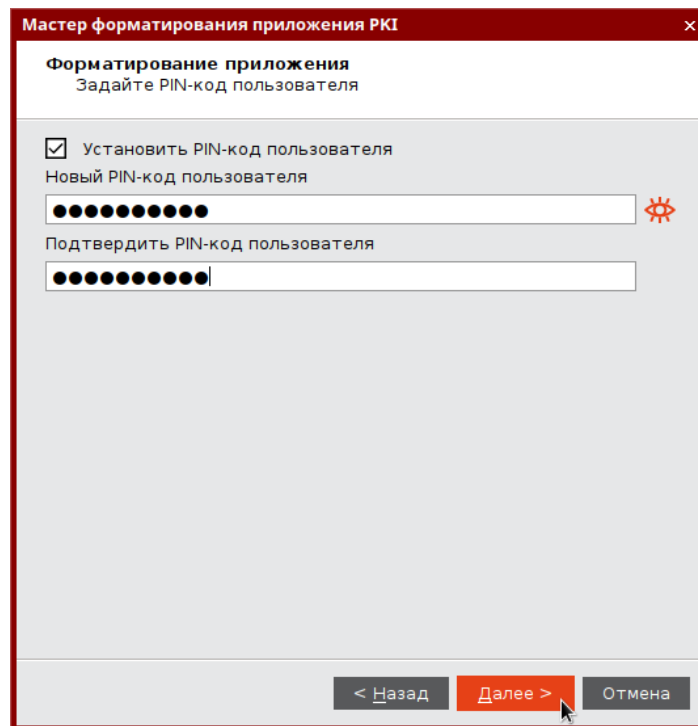 Мастер форматирования приложения PKI
Форматирование приложения
Задайте PIN-код пользователя
Установить PIN-код пользователя
Новый PIN-код пользователя
●●●●●●●●●●
Подтвердить PIN-код пользователя
●●●●●●●●●●
< Назад Далее > Отмена